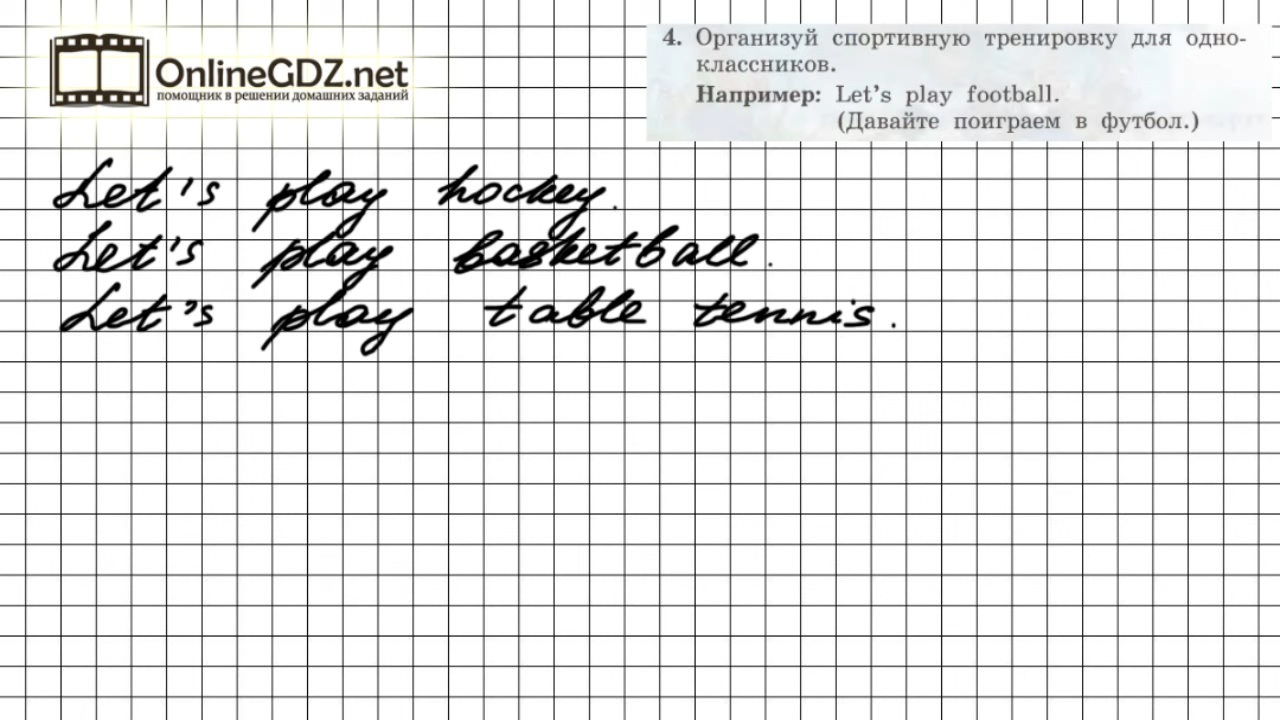 OnlineGDZ.net
помощник в решении домашних заданий
4. Организуй спортивную тренировку для одно-
классников.
Например: Let's play football.
(Давайте поиграем в футбол.)
Let's play hockey.
Let's play basketball.
Let's play table tennis.